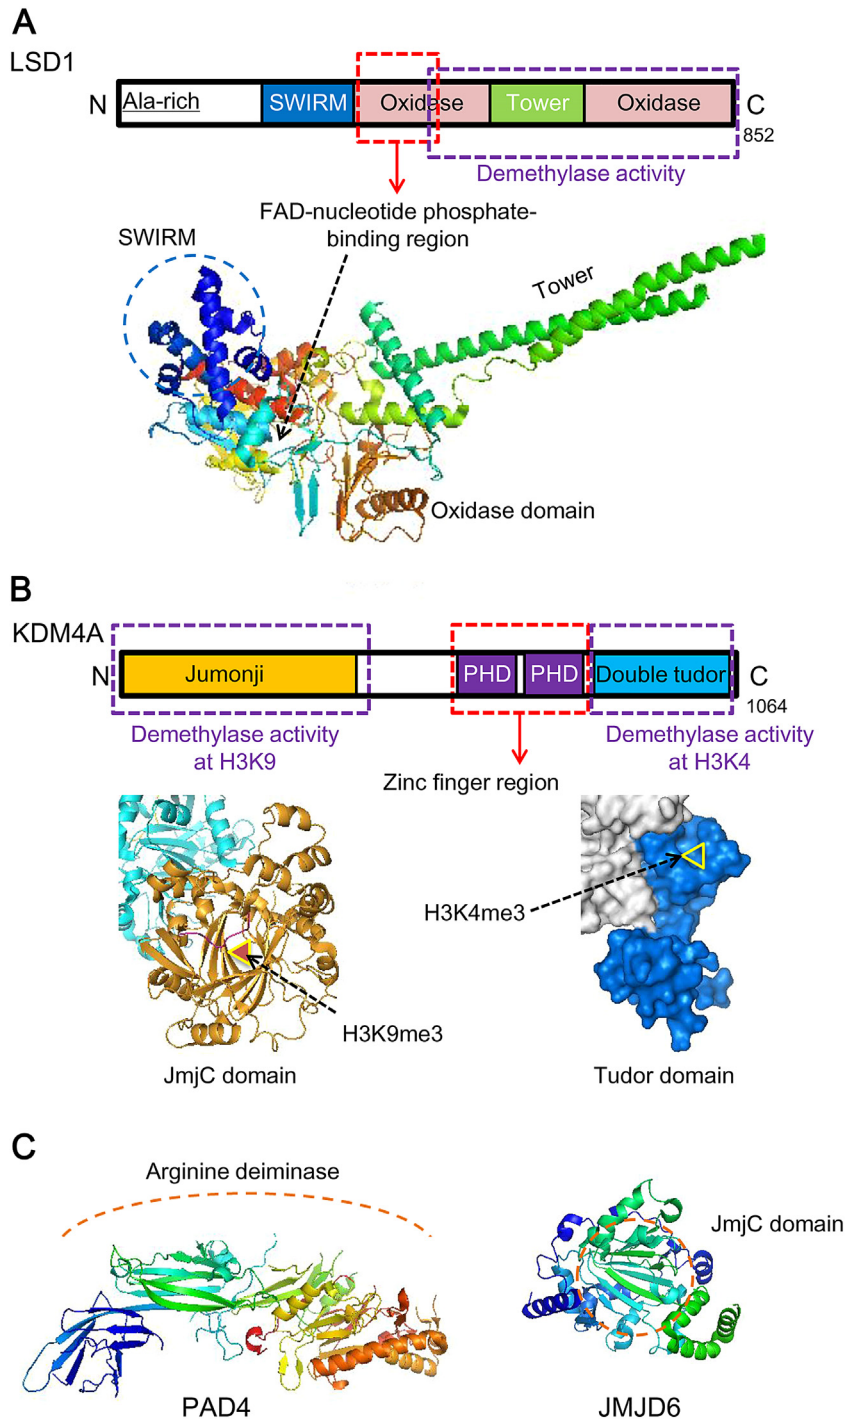 A
LSD1
N
Ala-rich
SWIRM
Oxidase
Tower
Oxidase
C
852
Demethylase activity
FAD-nucleotide phosphate-
binding region
SWIRM
Tower
Oxidase domain
B
KDM4A
N
Jumonji
PHD
PHD
Double tudor
C
1064
Demethylase activity
at H3K9
Demethylase activity
at H3K4
Zinc finger region
H3K4me3
H3K9me3
JmjC domain
Tudor domain
C
Arginine deiminase
JmjC domain
PAD4
JMJD6